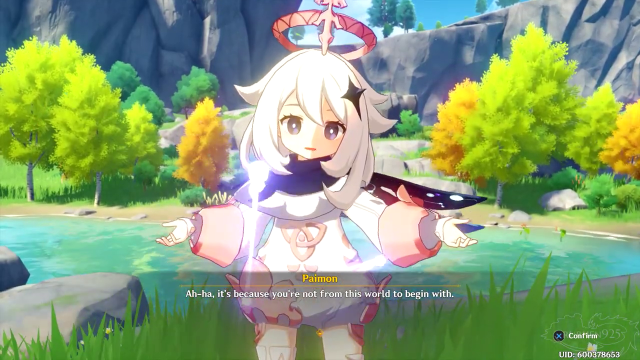 Paimon
Ah-ha, it's because you're not from this world to begin with.
Confirm
UID: 600378653